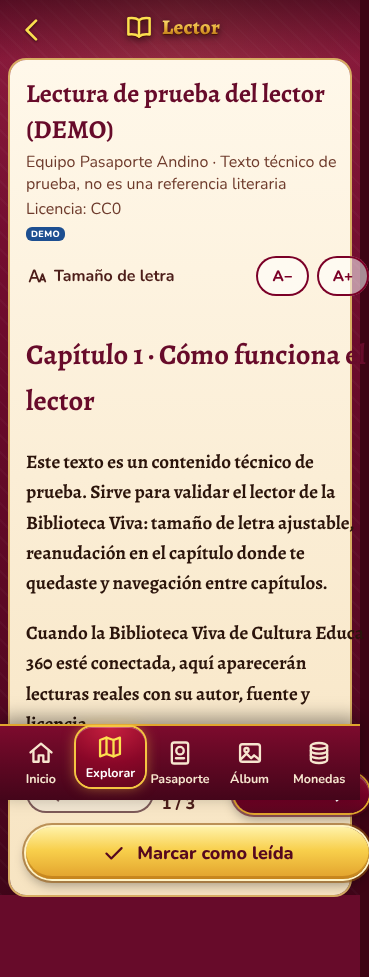 Lector
Lectura de prueba del lector
(DEMO)
Equipo Pasaporte Andino · Texto técnico de
prueba, no es una referencia literaria
Licencia: CC0
DEMO
AA Tamaño de letra A− A+
Capítulo 1 · Cómo funciona el
lector
Este texto es un contenido técnico de
prueba. Sirve para validar el lector de la
Biblioteca Viva: tamaño de letra ajustable,
reanudación en el capítulo donde te
quedaste y navegación entre capítulos.
Cuando la Biblioteca Viva de Cultura Educa
360 esté conectada, aquí aparecerán
lecturas reales con su autor, fuente y
licencia.
Inicio Explorar Pasaporte Álbum Monedas
1 / 3
Marcar como leída